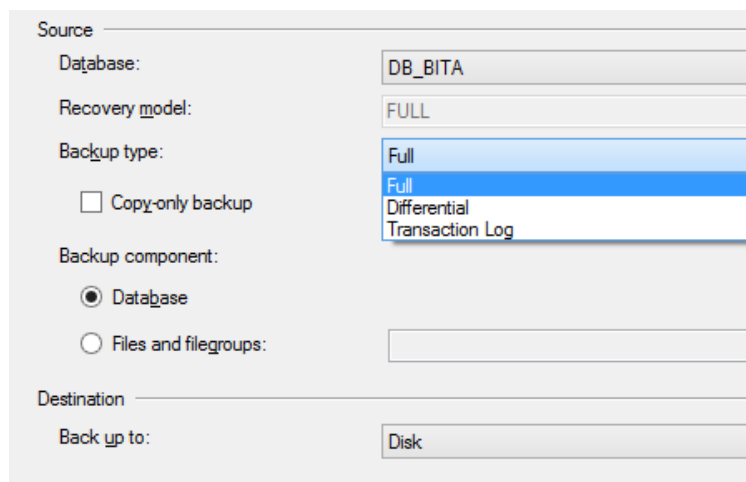 Source
Database: DB_BITA
Recovery model: FULL
Backup type: Full
Full
Differential
Transaction Log
Copy-only backup
Backup component:
Database
Files and filegroups:
Destination
Back up to: Disk